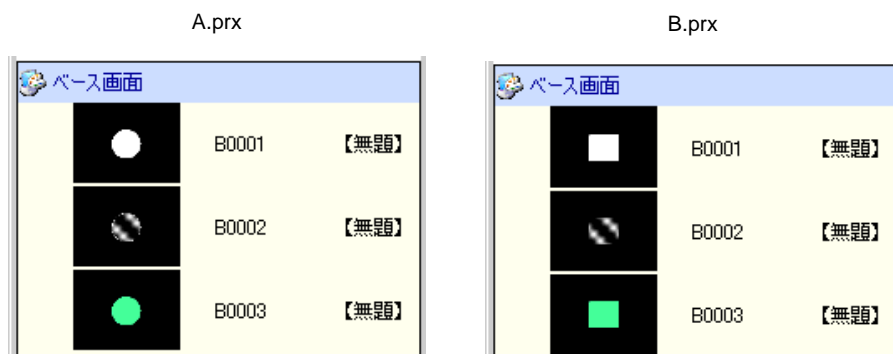 A.prx
B.prx
ベース画面
B0001 【無題】
B0002 【無題】
B0003 【無題】
ベース画面
B0001 【無題】
B0002 【無題】
B0003 【無題】